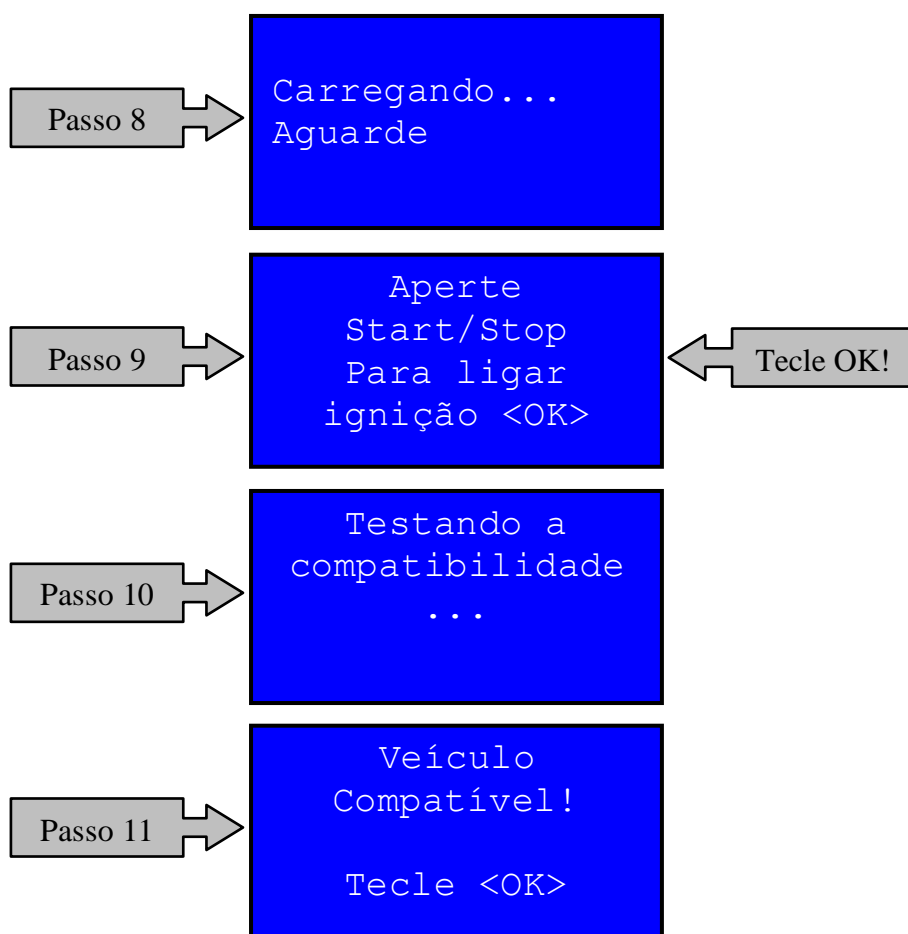 Passo 8
Carregando...
Aguarde
Passo 9
Aperte
Start/Stop
Para ligar
ignição <OK>
Tecle OK!
Passo 10
Testando a
compatibilidade
...
Passo 11
Veículo
Compatível!
Tecle <OK>